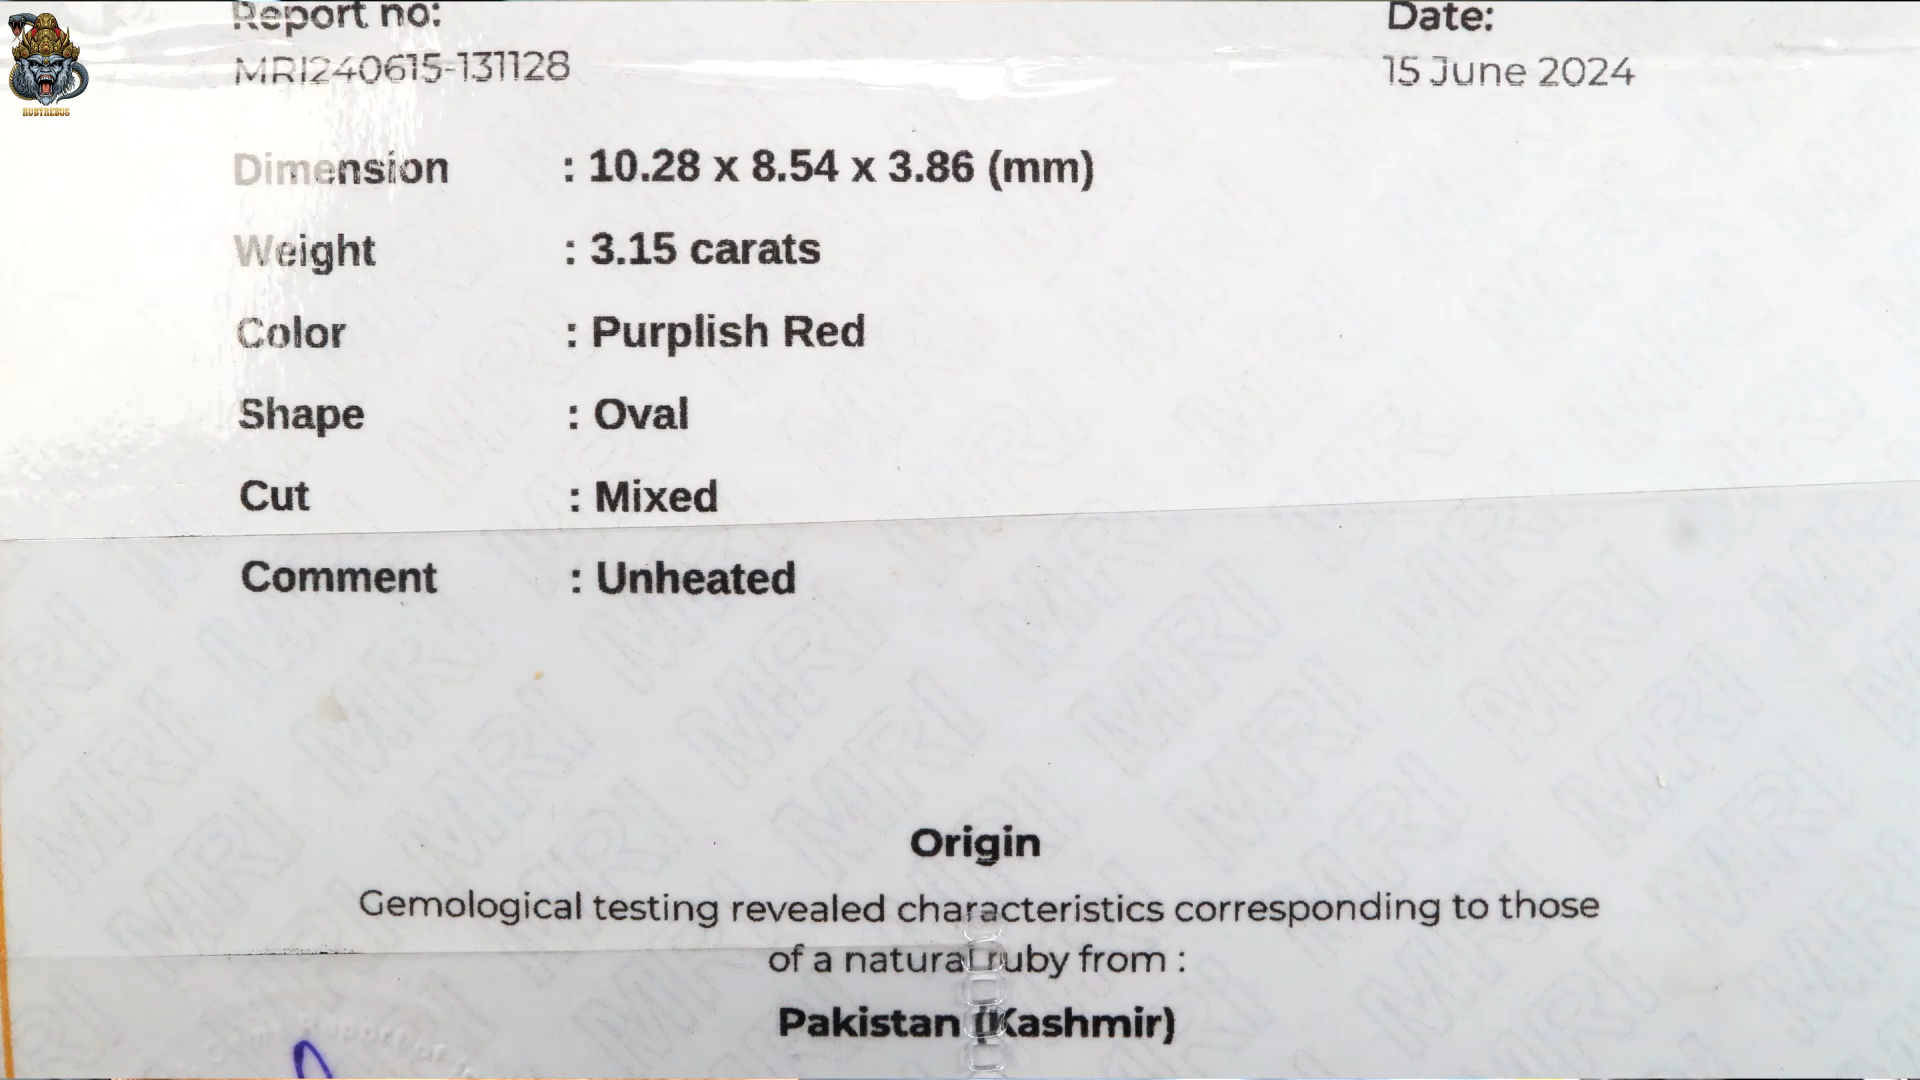 RUBYREBUS
Report no:
MRI240615-131128
Date:
15 June 2024
Dimension : 10.28 x 8.54 x 3.86 (mm)
Weight : 3.15 carats
Color : Purplish Red
Shape : Oval
Cut : Mixed
Comment : Unheated
Origin
Gemological testing revealed characteristics corresponding to those
of a natural ruby from :
Pakistan (Kashmir)